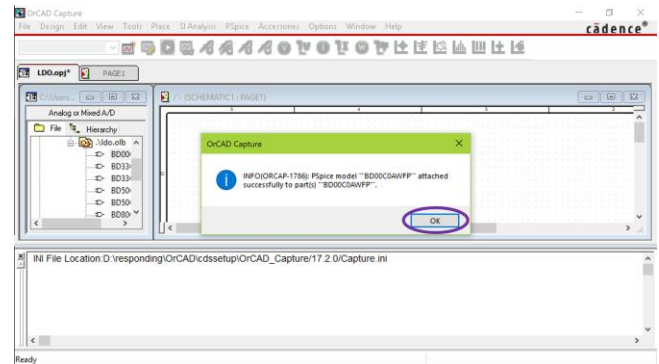 OrCAD Capture
File Design Edit View Tools Place SI Analysis PSpice Accessories Options Window Help
cādence®
LDO.opj* PAGE1
C:\Users... / - (SCHEMATIC1 : PAGE1)
Analog or Mixed A/D
File Hierarchy
.\ldo.olb
BD00
BD33
BD33
BD50
BD50
BD80
OrCAD Capture
INFO(ORCAP-1786): PSpice model ''BD00C0AWFP'' attached
successfully to part(s) ''BD00C0AWFP''.
OK
INI File Location:D:\responding\OrCAD\cdssetup\OrCAD_Capture/17.2.0/Capture.ini
Ready